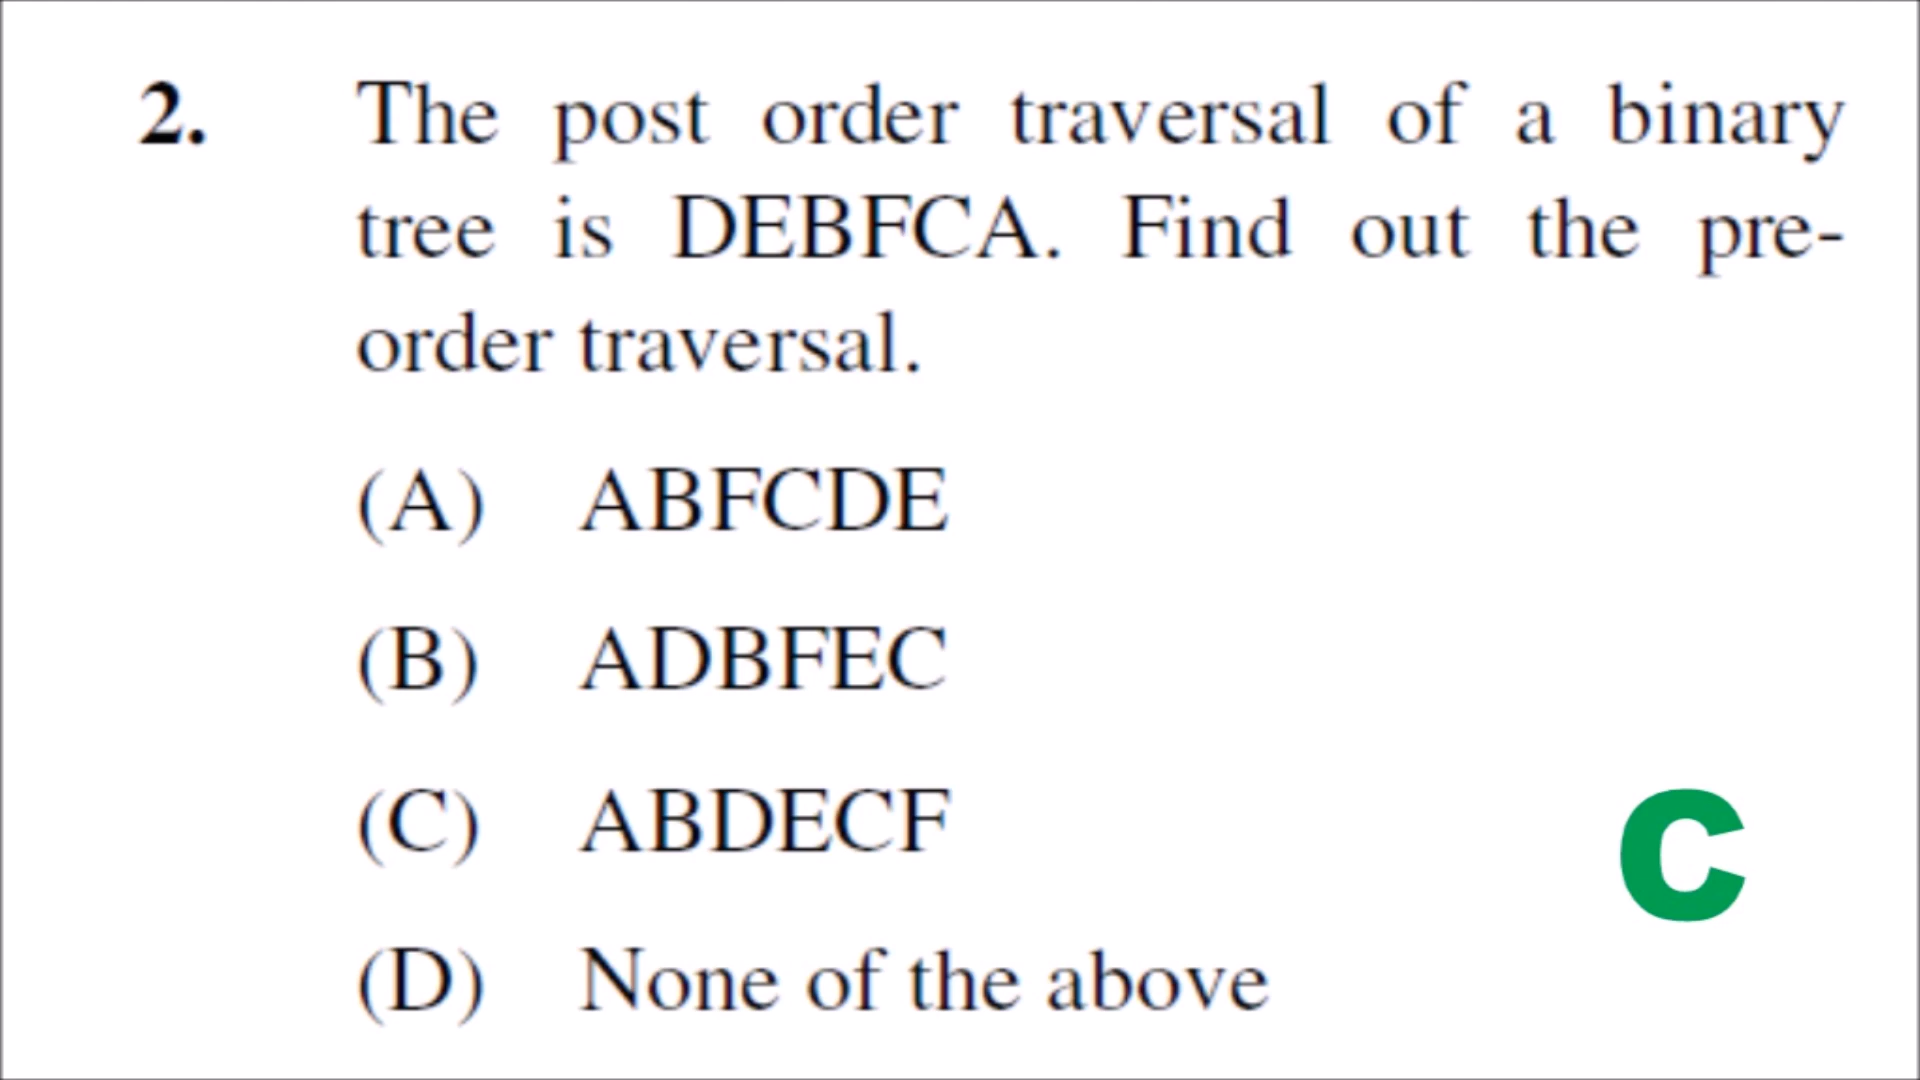 2. The post order traversal of a binary
tree is DEBFCA. Find out the pre-
order traversal.
(A) ABFCDE
(B) ADBFEC
(C) ABDECF
C
(D) None of the above